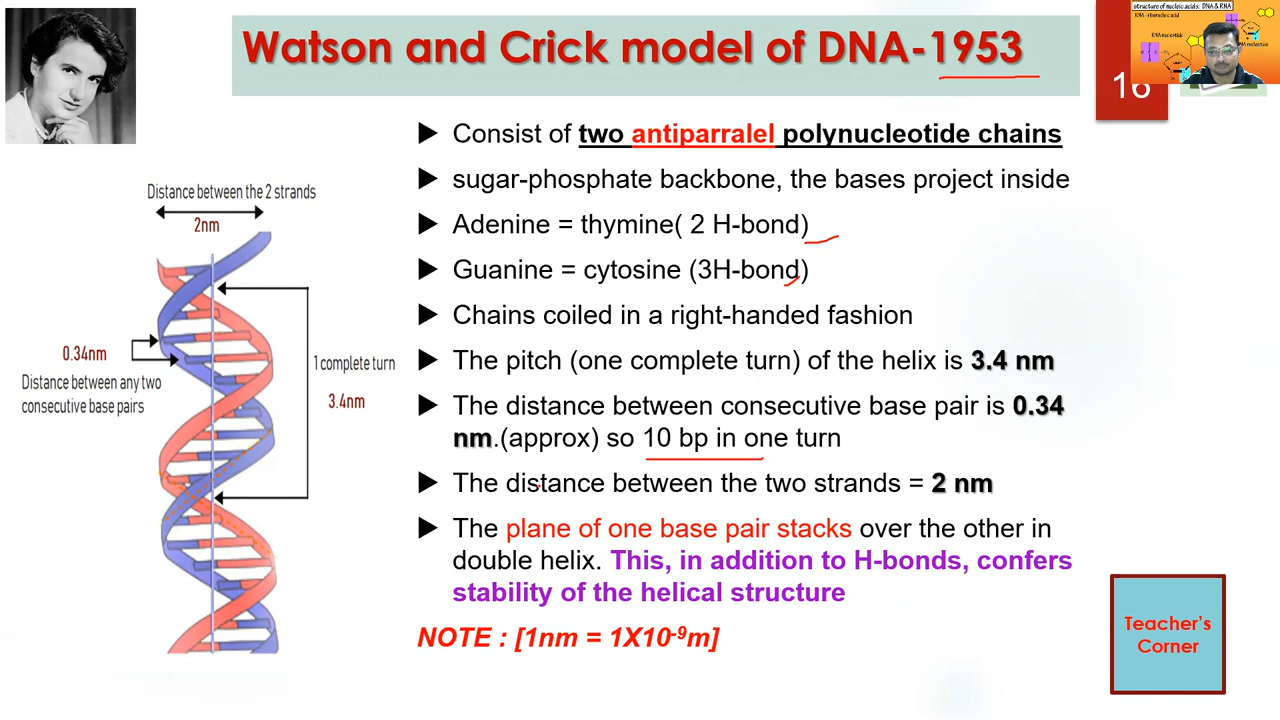 Watson and Crick model of DNA-1953
structure of nucleic acids: DNA & RNA
16
▶ Consist of two antiparralel polynucleotide chains
▶ sugar-phosphate backbone, the bases project inside
▶ Adenine = thymine( 2 H-bond)
▶ Guanine = cytosine (3H-bond)
▶ Chains coiled in a right-handed fashion
▶ The pitch (one complete turn) of the helix is 3.4 nm
▶ The distance between consecutive base pair is 0.34
nm.(approx) so 10 bp in one turn
▶ The distance between the two strands = 2 nm
▶ The plane of one base pair stacks over the other in
double helix. This, in addition to H-bonds, confers
stability of the helical structure
NOTE : [1nm = 1X10⁻⁹m]
Distance between the 2 strands
2nm
0.34nm
Distance between any two
consecutive base pairs
1 complete turn
3.4nm
Teacher's
Corner